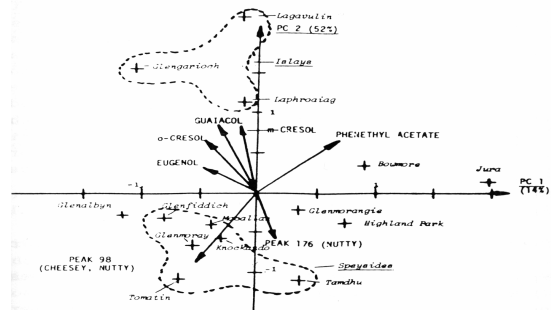 Lagavulin
PC 2 (52%)
Glengarioch
Islays
Laphroaiag
1
GUAIACOL
m-CRESOL
o-CRESOL
PHENETHYL ACETATE
EUGENOL
Bowmore
Jura
-1
1
PC 1
(14%)
Glenalbyn
Glenfiddich
Macallan
Glenmorangie
Highland Park
Glenmoray
Knockando
PEAK 176 (NUTTY)
PEAK 98
(CHEESEY, NUTTY)
-1
Speysides
Tomatin
Tamdhu